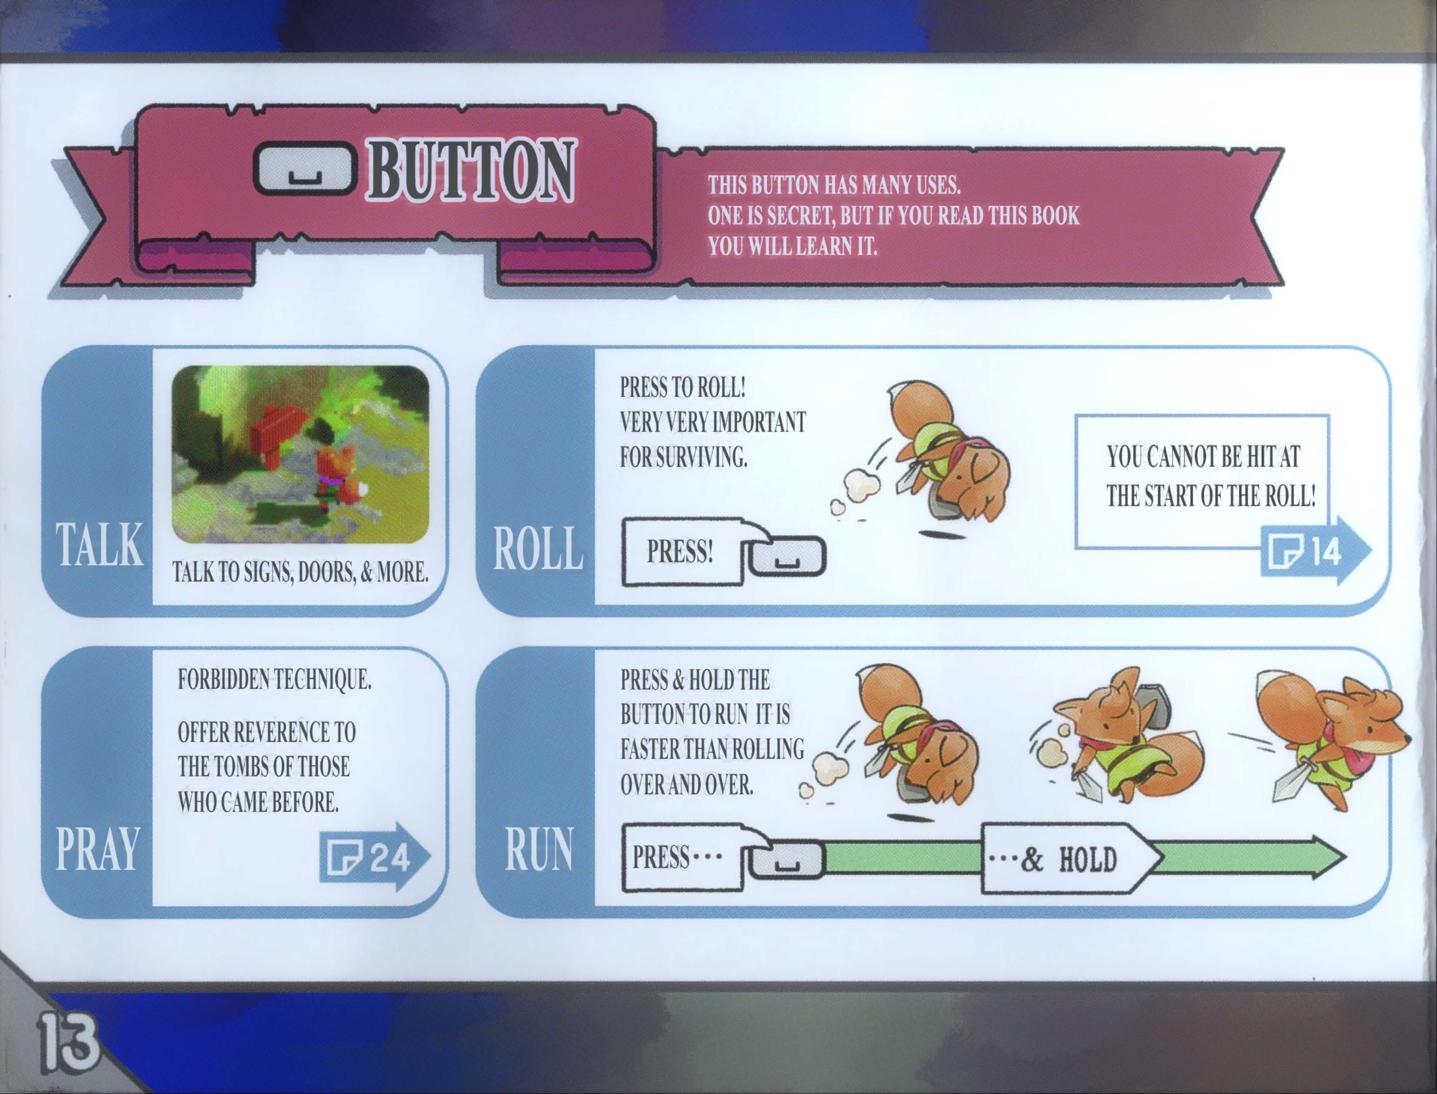 BUTTON
THIS BUTTON HAS MANY USES.
ONE IS SECRET, BUT IF YOU READ THIS BOOK
YOU WILL LEARN IT.
TALK
TALK TO SIGNS, DOORS, & MORE.
ROLL
PRESS TO ROLL!
VERY VERY IMPORTANT
FOR SURVIVING.
PRESS!
YOU CANNOT BE HIT AT
THE START OF THE ROLL!
14
PRAY
FORBIDDEN TECHNIQUE.
OFFER REVERENCE TO
THE TOMBS OF THOSE
WHO CAME BEFORE.
24
RUN
PRESS & HOLD THE
BUTTON TO RUN IT IS
FASTER THAN ROLLING
OVER AND OVER.
PRESS···
···& HOLD
13